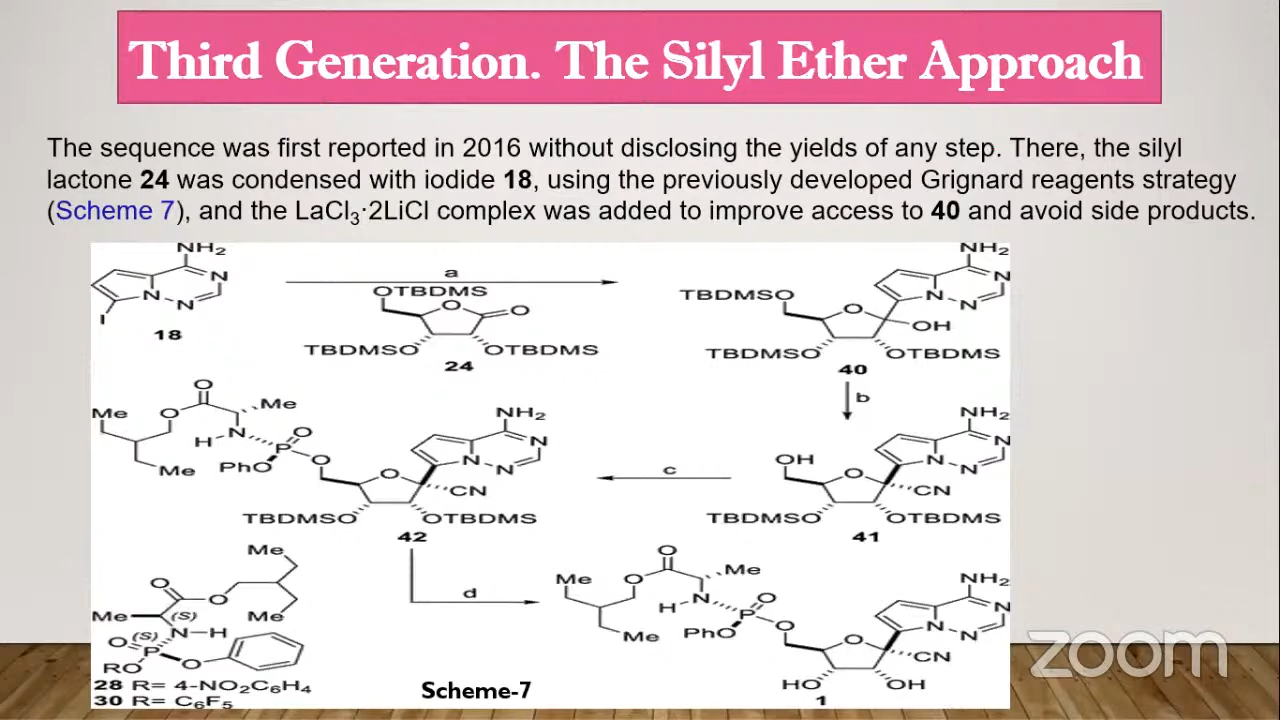 Third Generation. The Silyl Ether Approach
The sequence was first reported in 2016 without disclosing the yields of any step. There, the silyl
lactone 24 was condensed with iodide 18, using the previously developed Grignard reagents strategy
(Scheme 7), and the LaCl₃·2LiCl complex was added to improve access to 40 and avoid side products.
NH₂
N
N
N
I
18
a
OTBDMS
O
O
TBDMSO
OTBDMS
24
NH₂
N
N
N
TBDMSO
O
OH
TBDMSO
OTBDMS
40
b
O
Me
O
Me
H
N
O
P
PhO
O
Me
NH₂
N
N
N
O
CN
TBDMSO
OTBDMS
42
c
NH₂
N
N
N
OH
O
CN
TBDMSO
OTBDMS
41
Me
O
O
Me
Me
(S)
(S)
N-H
O
P
O
RO
28 R= 4-NO₂C₆H₄
30 R= C₆F₅
d
Scheme-7
O
Me
O
Me
H
N
O
P
PhO
O
Me
NH₂
N
N
N
O
CN
HO
OH
1
zoom